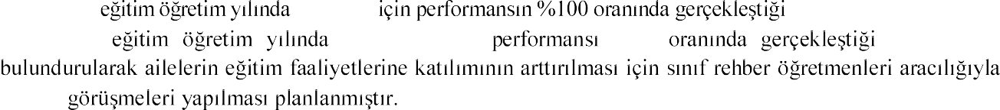 eğitim öğretim yılında için performansın %100 oranında gerçekleştiği
eğitim öğretim yılında performansı oranında gerçekleştiği
bulundurularak ailelerin eğitim faaliyetlerine katılımının arttırılması için sınıf rehber öğretmenleri aracılığıyla
görüşmeleri yapılması planlanmıştır.